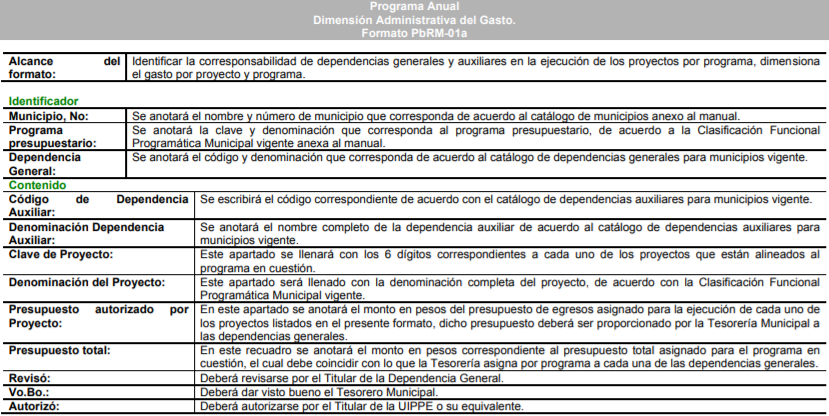 Programa Anual
Dimensión Administrativa del Gasto.
Formato PbRM-01a
Alcance del formato: Identificar la corresponsabilidad de dependencias generales y auxiliares en la ejecución de los proyectos por programa, dimensiona
el gasto por proyecto y programa.
Identificador
Municipio, No: Se anotará el nombre y número de municipio que corresponda de acuerdo al catálogo de municipios anexo al manual.
Programa presupuestario: Se anotará la clave y denominación que corresponda al programa presupuestario, de acuerdo a la Clasificación Funcional
Programática Municipal vigente anexa al manual.
Dependencia General: Se anotará el código y denominación que corresponda de acuerdo al catálogo de dependencias generales para municipios vigente.
Contenido
Código de Dependencia Auxiliar: Se escribirá el código correspondiente de acuerdo con el catálogo de dependencias auxiliares para municipios vigente.
Denominación Dependencia Auxiliar: Se anotará el nombre completo de la dependencia auxiliar de acuerdo al catálogo de dependencias auxiliares para
municipios vigente.
Clave de Proyecto: Este apartado se llenará con los 6 dígitos correspondientes a cada uno de los proyectos que están alineados al
programa en cuestión.
Denominación del Proyecto: Este apartado será llenado con la denominación completa del proyecto, de acuerdo con la Clasificación Funcional
Programática Municipal vigente.
Presupuesto autorizado por Proyecto: En este apartado se anotará el monto en pesos del presupuesto de egresos asignado para la ejecución de cada uno de
los proyectos listados en el presente formato, dicho presupuesto deberá ser proporcionado por la Tesorería Municipal a
las dependencias generales.
Presupuesto total: En este recuadro se anotará el monto en pesos correspondiente al presupuesto total asignado para el programa en
cuestión, el cual debe coincidir con lo que la Tesorería asigna por programa a cada una de las dependencias generales.
Revisó: Deberá revisarse por el Titular de la Dependencia General.
Vo.Bo.: Deberá dar visto bueno el Tesorero Municipal.
Autorizó: Deberá autorizarse por el Titular de la UIPPE o su equivalente.